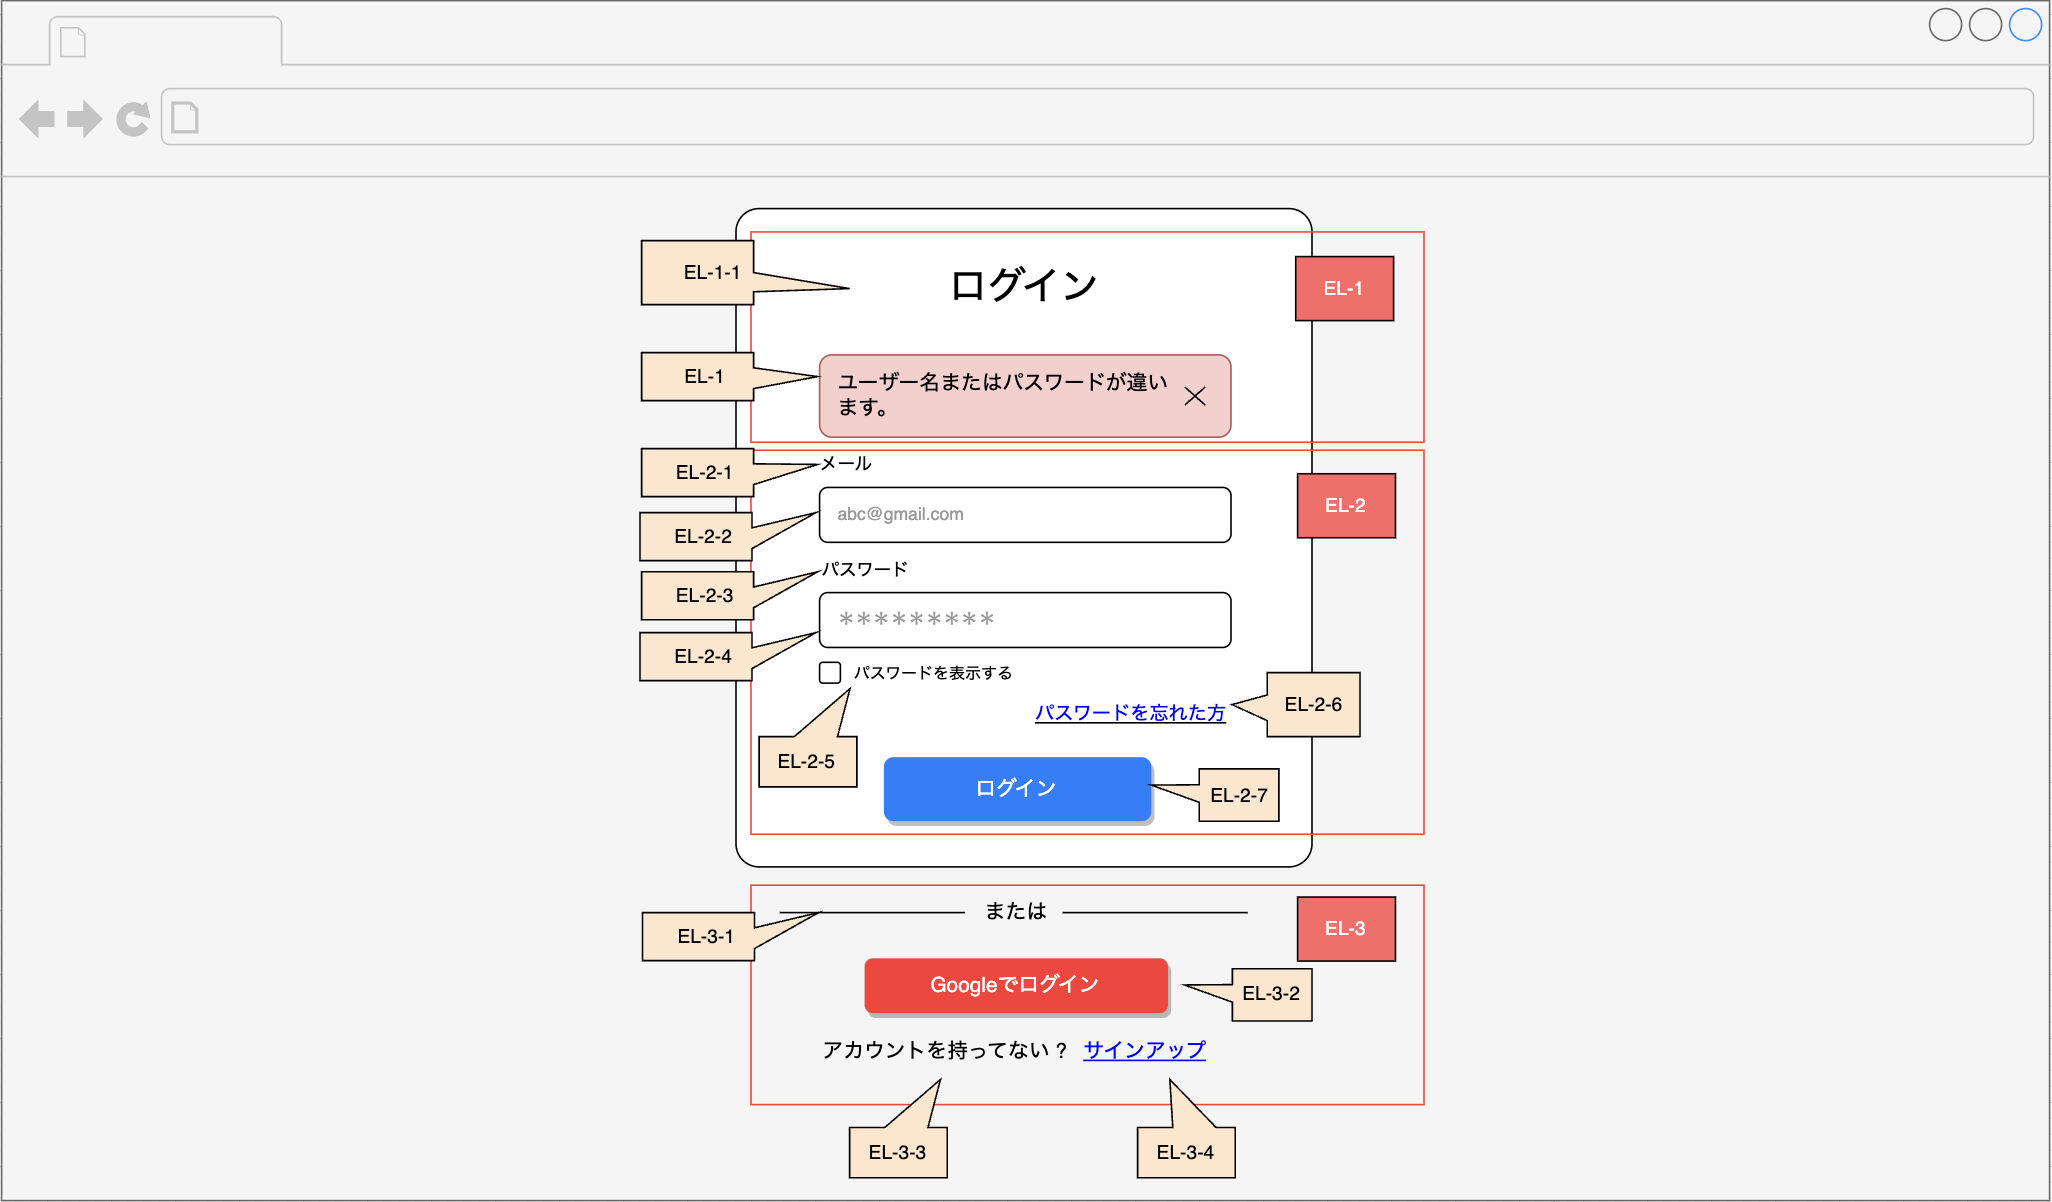 EL-1-1
ログイン
EL-1
EL-1
ユーザー名またはパスワードが違い
ます。
EL-2-1
メール
EL-2
EL-2-2
abc@gmail.com
EL-2-3
パスワード
EL-2-4
*********
パスワードを表示する
EL-2-6
パスワードを忘れた方
EL-2-5
ログイン
EL-2-7
EL-3-1
または
EL-3
Googleでログイン
EL-3-2
アカウントを持ってない？ サインアップ
EL-3-3
EL-3-4